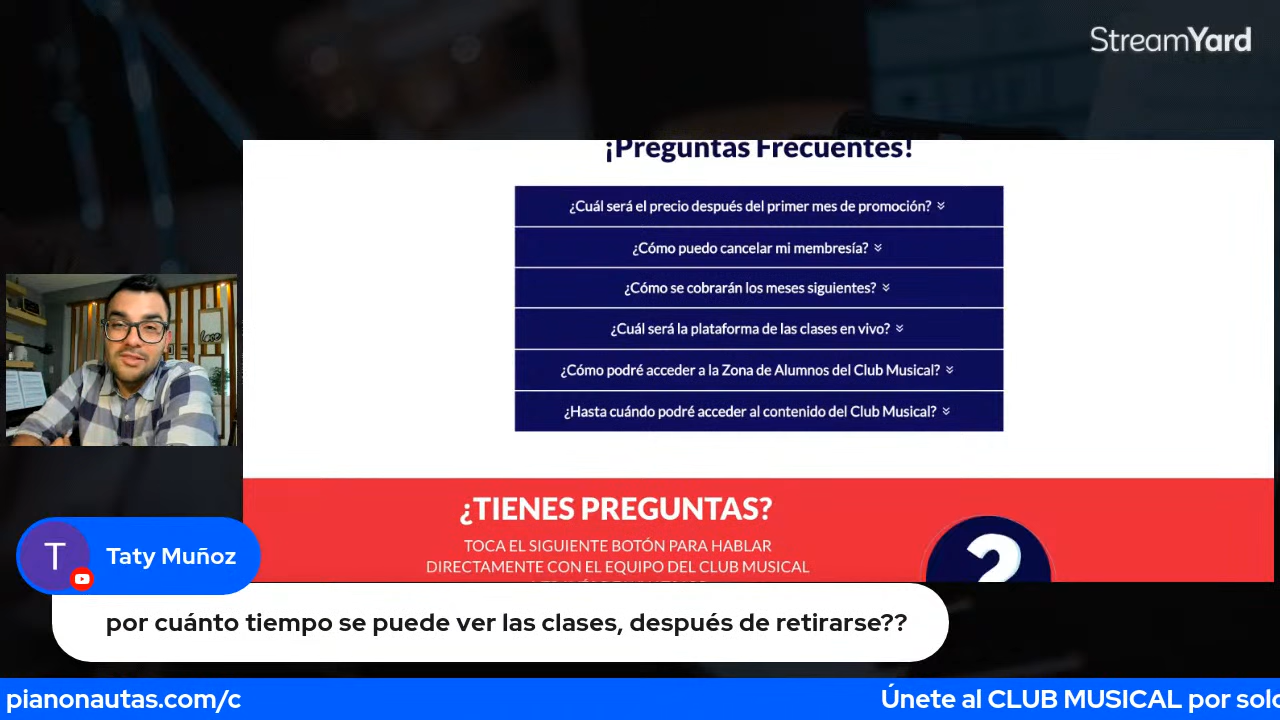 StreamYard
¡Preguntas Frecuentes!
¿Cuál será el precio después del primer mes de promoción?
¿Cómo puedo cancelar mi membresía?
¿Cómo se cobrarán los meses siguientes?
¿Cuál será la plataforma de las clases en vivo?
¿Cómo podré acceder a la Zona de Alumnos del Club Musical?
¿Hasta cuándo podré acceder al contenido del Club Musical?
¿TIENES PREGUNTAS?
TOCA EL SIGUIENTE BOTÓN PARA HABLAR
DIRECTAMENTE CON EL EQUIPO DEL CLUB MUSICAL
?
T
Taty Muñoz
por cuánto tiempo se puede ver las clases, después de retirarse??
pianonautas.com/c
Únete al CLUB MUSICAL por solo